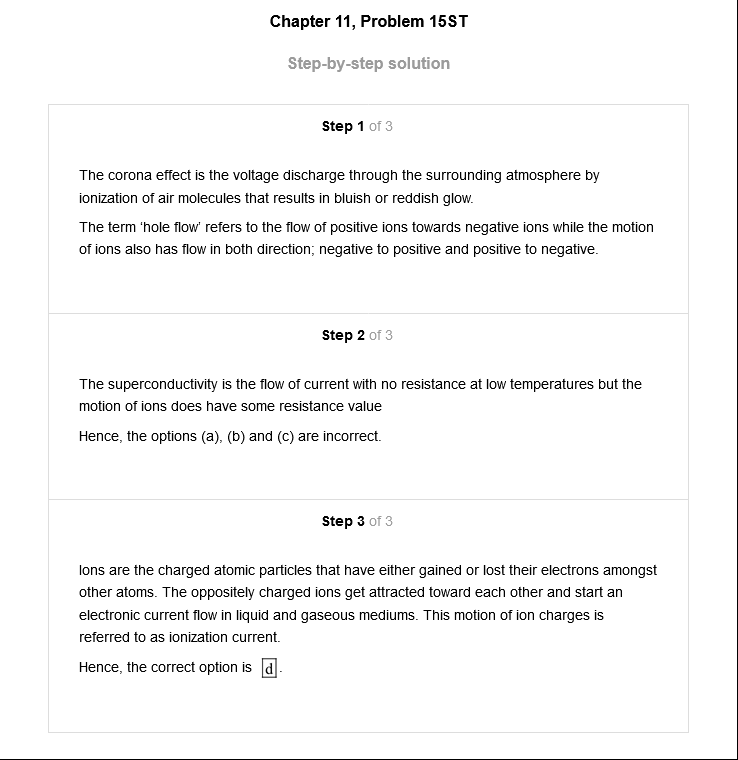 Chapter 11, Problem 15ST
Step-by-step solution
Step 1 of 3
The corona effect is the voltage discharge through the surrounding atmosphere by
ionization of air molecules that results in bluish or reddish glow.
The term ‘hole flow’ refers to the flow of positive ions towards negative ions while the motion
of ions also has flow in both direction; negative to positive and positive to negative.
Step 2 of 3
The superconductivity is the flow of current with no resistance at low temperatures but the
motion of ions does have some resistance value
Hence, the options (a), (b) and (c) are incorrect.
Step 3 of 3
Ions are the charged atomic particles that have either gained or lost their electrons amongst
other atoms. The oppositely charged ions get attracted toward each other and start an
electronic current flow in liquid and gaseous mediums. This motion of ion charges is
referred to as ionization current.
Hence, the correct option is d.